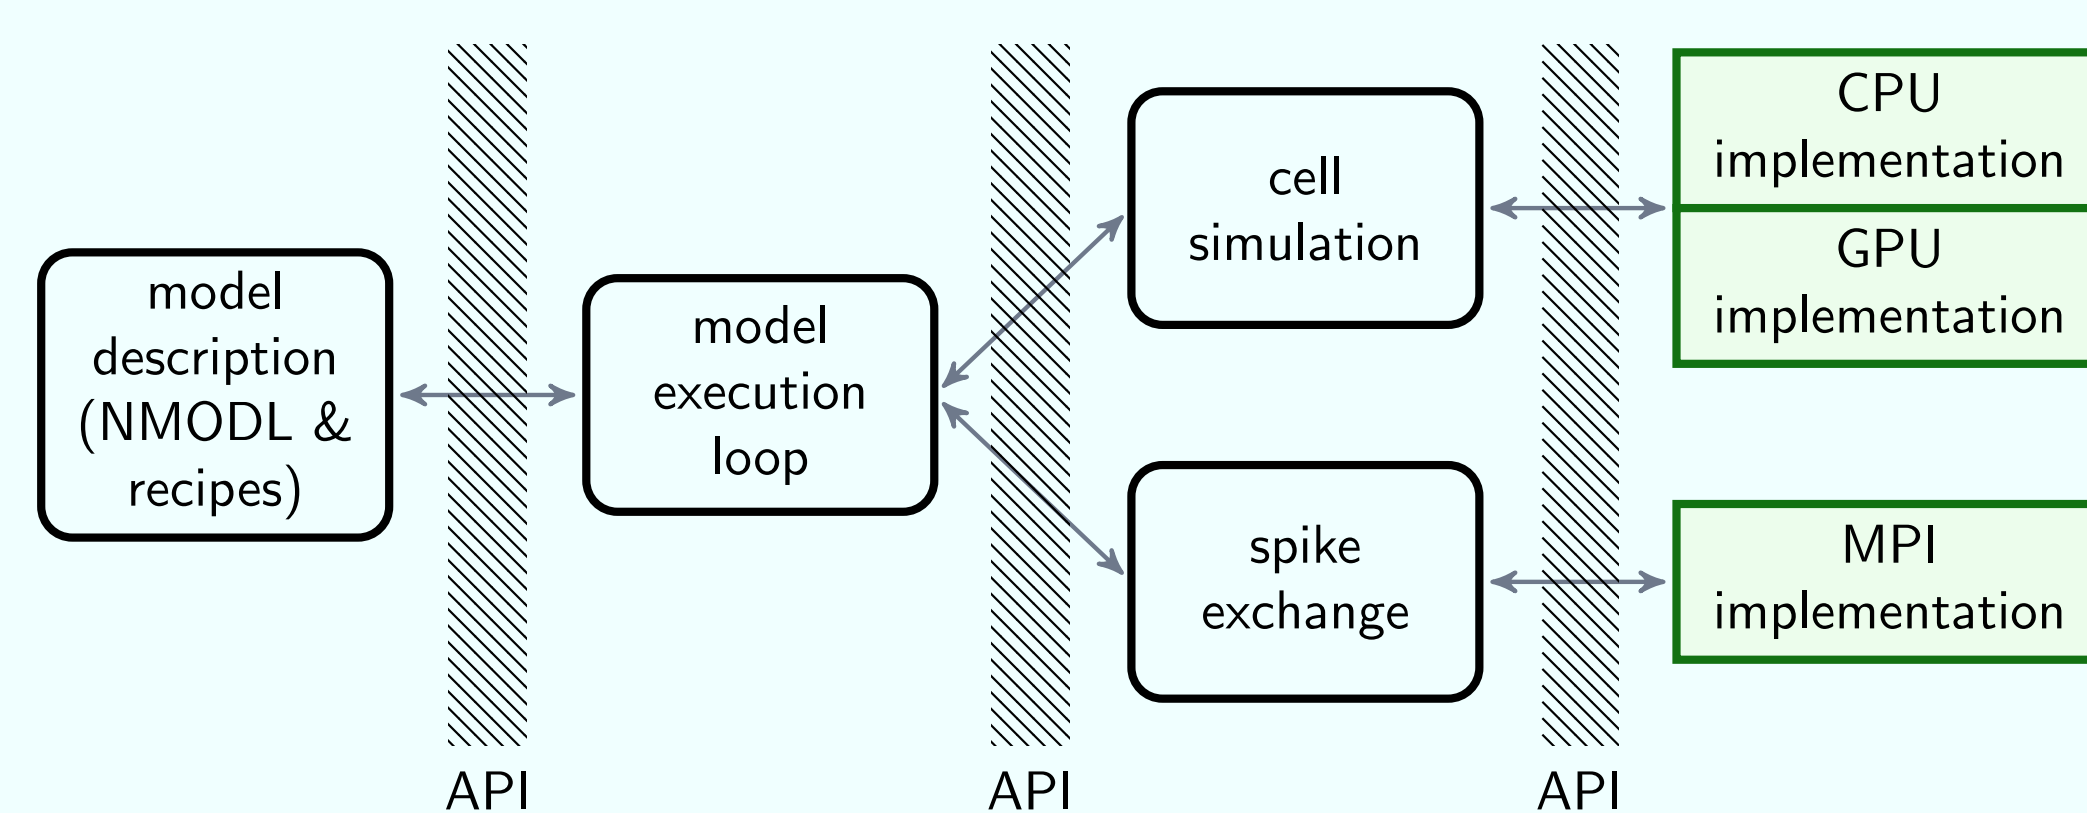 model
description
(NMODL &
recipes)
model
execution
loop
cell
simulation
spike
exchange
CPU
implementation
GPU
implementation
MPI
implementation
API
API
API